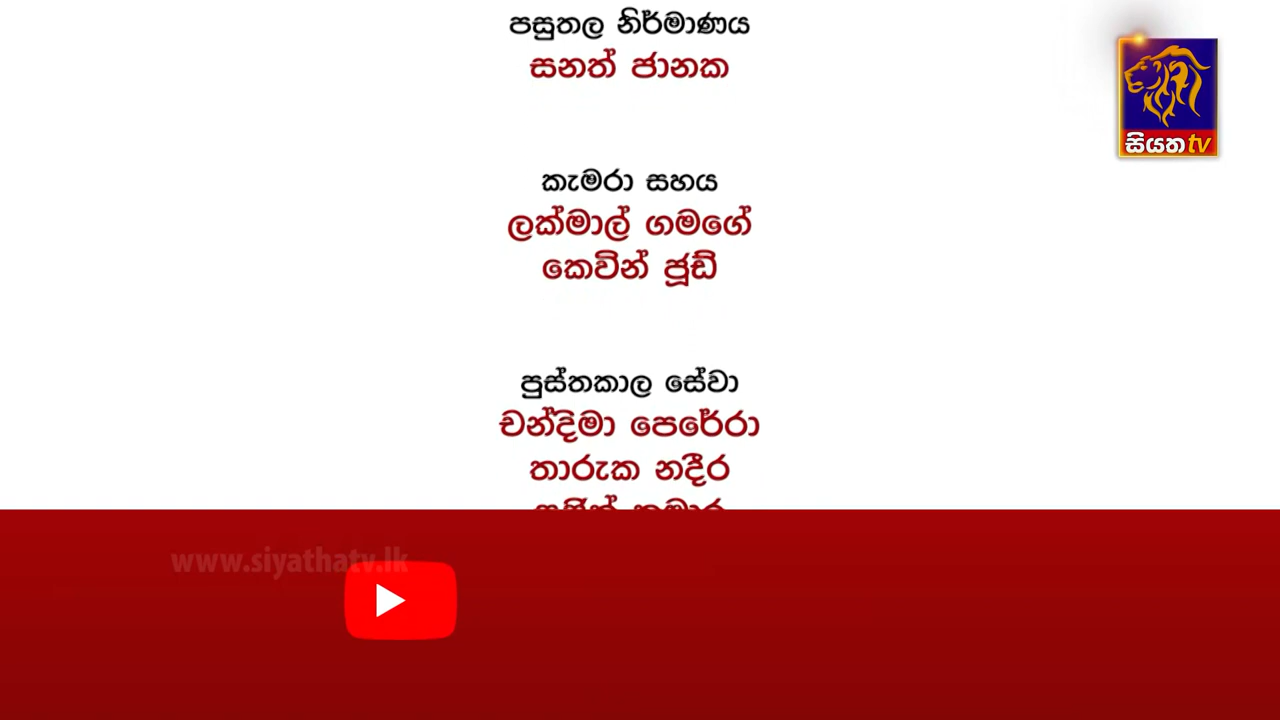 පසුතල නිර්මාණය
සනත් ජානක
සියත tv
කැමරා සහය
ලක්මාල් ගමගේ
කෙවින් ජූඩ්
පුස්තකාල සේවා
චන්දිමා පෙරේරා
තාරුක නදීර
www.siyathatv.lk